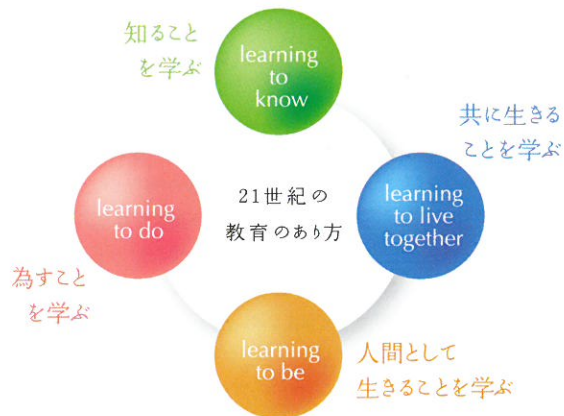 知ること
を学ぶ
learning
to
know
共に生きる
ことを学ぶ
learning
to live
together
21世紀の
教育のあり方
learning
to do
為すこと
を学ぶ
learning
to be
人間として
生きることを学ぶ